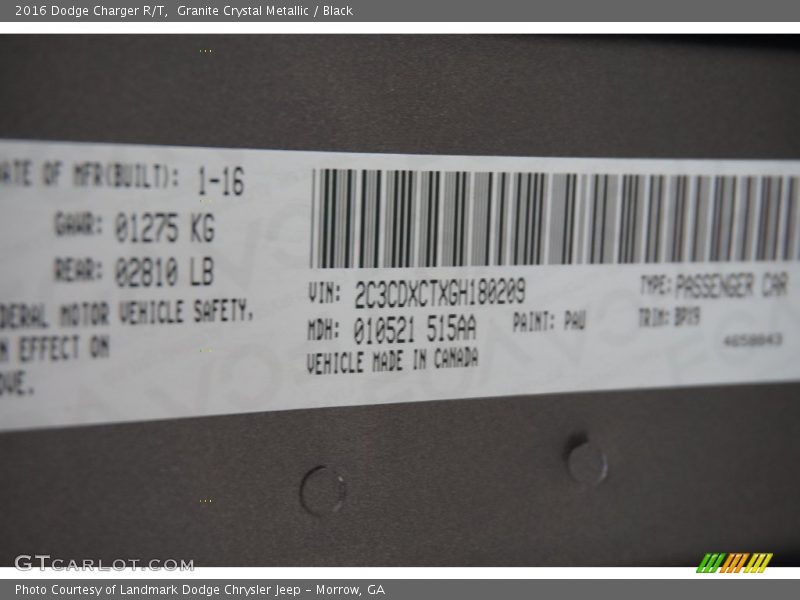 2016 Dodge Charger R/T,  Granite Crystal Metallic / Black
ATE OF MFR(BUILT): 1-16
GAWR: 01275 KG
REAR: 02810 LB
DERAL MOTOR VEHICLE SAFETY,
N EFFECT ON
OVE.
VIN: 2C3CDXCTXGH180209
TYPE: PASSENGER CAR
MDH: 010521 515AA
PAINT: PAU
TRIM: BPX9
VEHICLE MADE IN CANADA
4658843
GTCARLOT.COM
Photo Courtesy of Landmark Dodge Chrysler Jeep – Morrow, GA